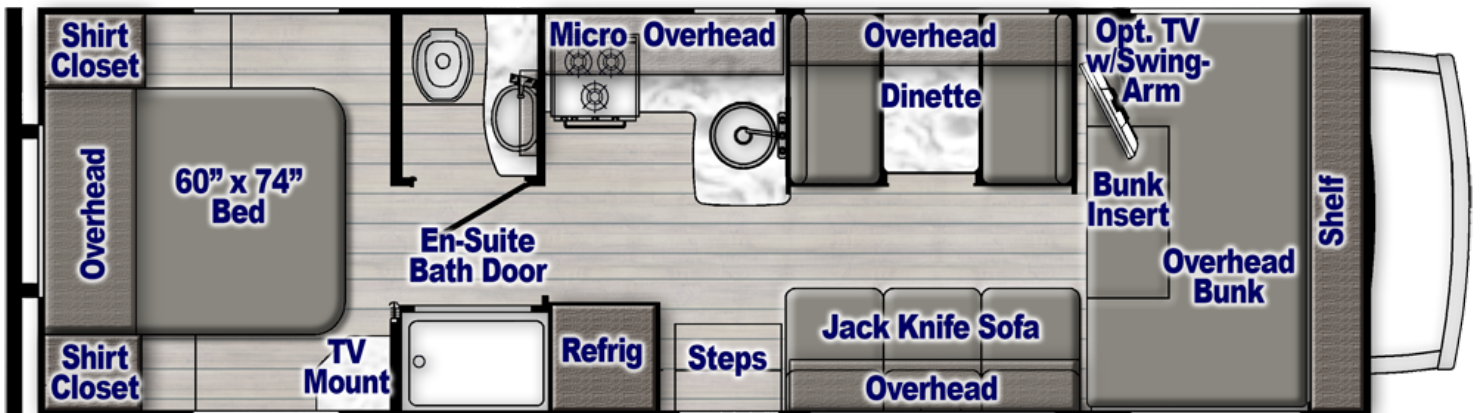 Shirt
Closet
Overhead
60” x 74”
Bed
Shirt
Closet
TV
Mount
En-Suite
Bath Door
Micro
Overhead
Refrig
Steps
Overhead
Dinette
Jack Knife Sofa
Overhead
Opt. TV
w/Swing-
Arm
Bunk
Insert
Overhead
Bunk
Shelf